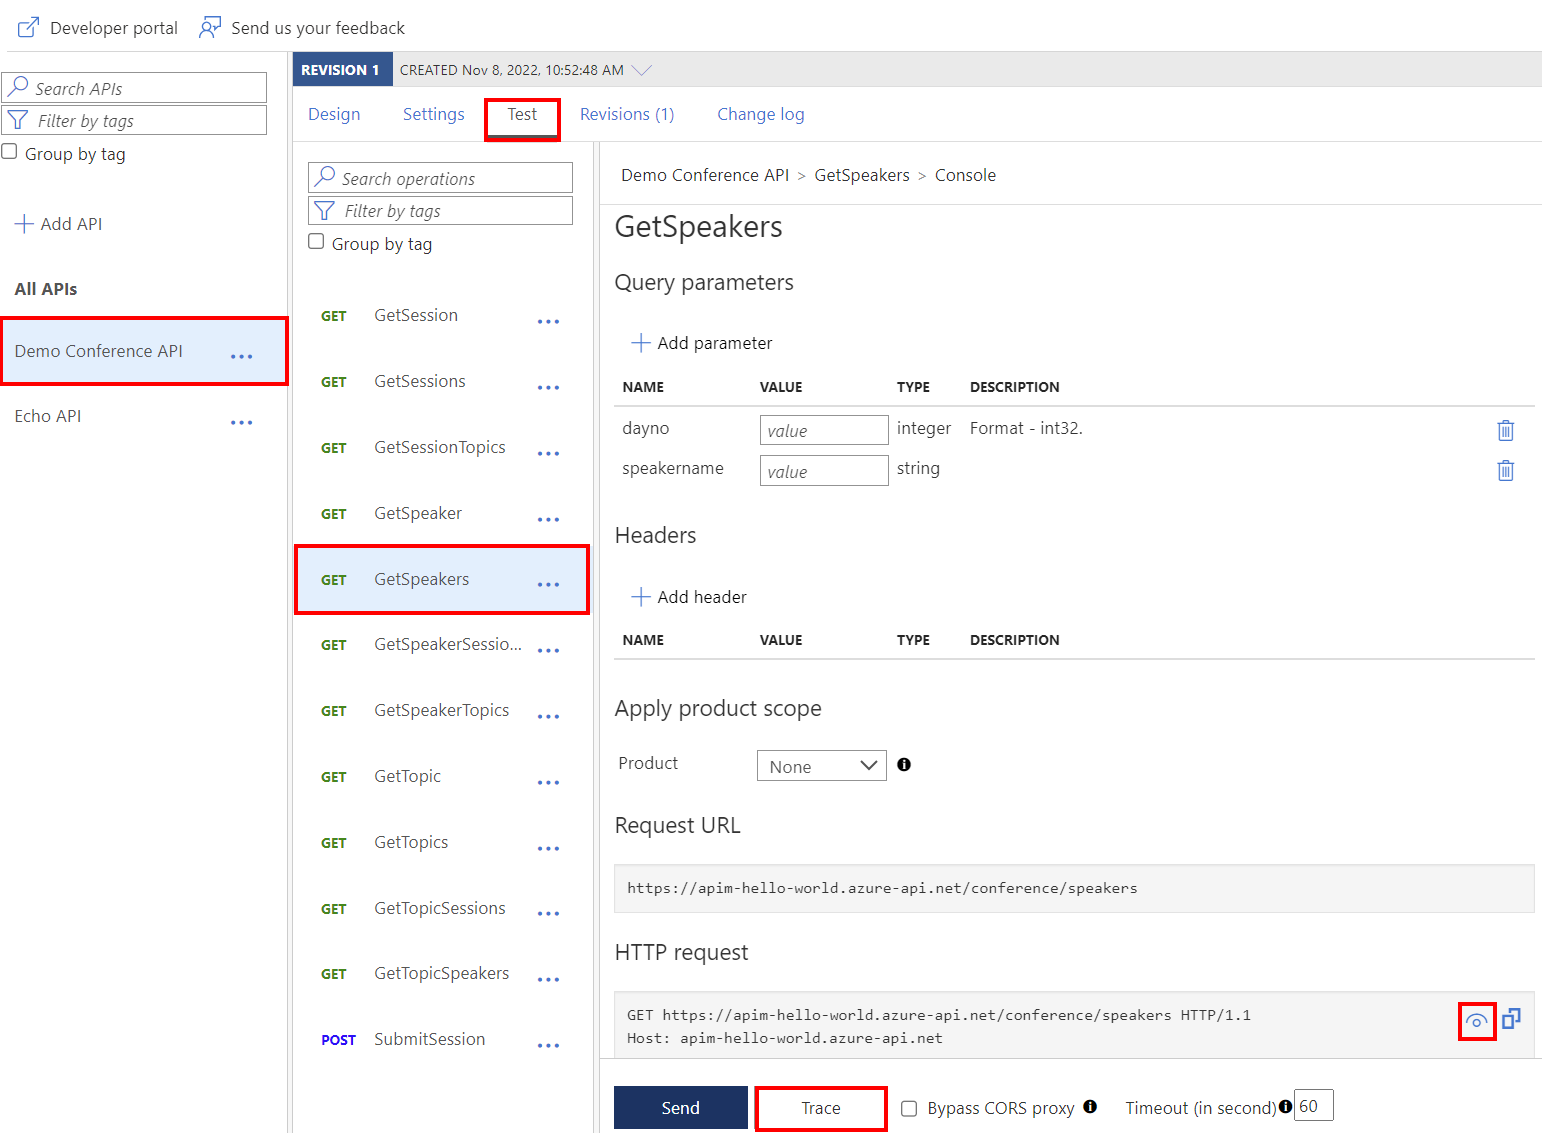 Developer portal
Send us your feedback
Search APIs
Filter by tags
Group by tag
Add API
All APIs
Demo Conference API
Echo API
REVISION 1
CREATED Nov 8, 2022, 10:52:48 AM
Design
Settings
Test
Revisions (1)
Change log
Search operations
Filter by tags
Group by tag
GET GetSession
GET GetSessions
GET GetSessionTopics
GET GetSpeaker
GET GetSpeakers
GET GetSpeakerSessio...
GET GetSpeakerTopics
GET GetTopic
GET GetTopics
GET GetTopicSessions
GET GetTopicSpeakers
POST SubmitSession
Demo Conference API > GetSpeakers > Console
GetSpeakers
Query parameters
Add parameter
NAME VALUE TYPE DESCRIPTION
dayno value integer Format - int32.
speakername value string
Headers
Add header
NAME VALUE TYPE DESCRIPTION
Apply product scope
Product None
Request URL
https://apim-hello-world.azure-api.net/conference/speakers
HTTP request
GET https://apim-hello-world.azure-api.net/conference/speakers HTTP/1.1
Host: apim-hello-world.azure-api.net
Send Trace Bypass CORS proxy Timeout (in second) 60